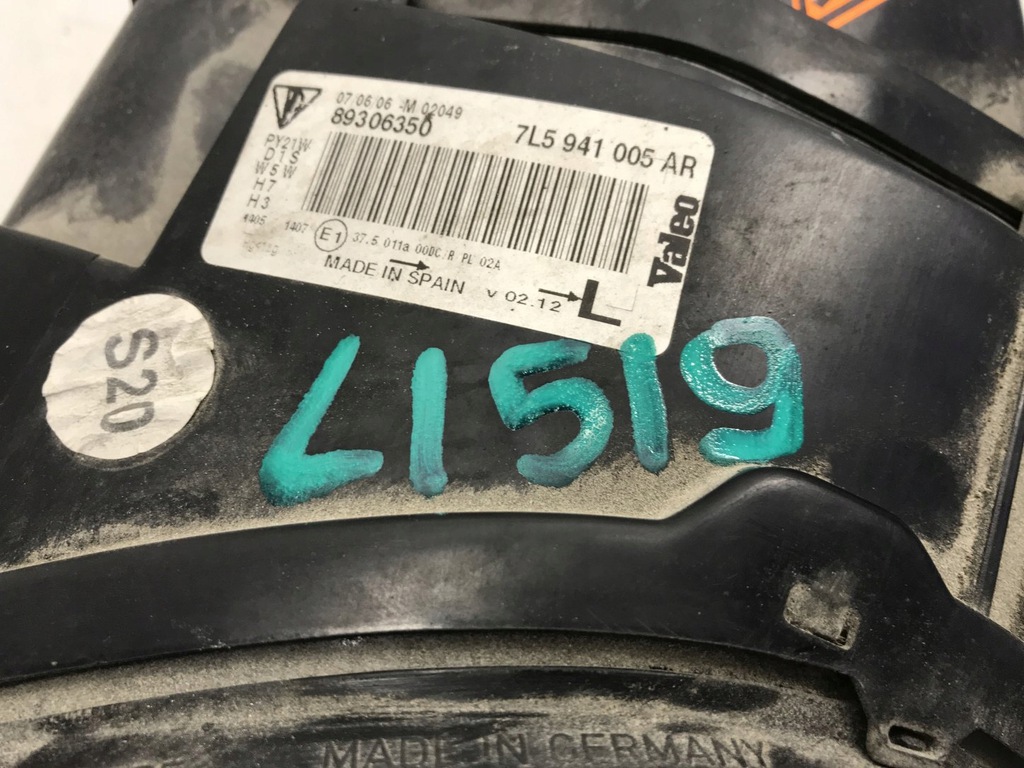 07.06.06 -M 02049
89306350
7L5 941 005 AR
PY21W
D1S
W5W
H7
H3
1407
E1
37.5 011a 00DC/R PL 02A
MADE IN SPAIN
v 02.12
L
Valeo
S20
L1519
MADE IN GERMANY